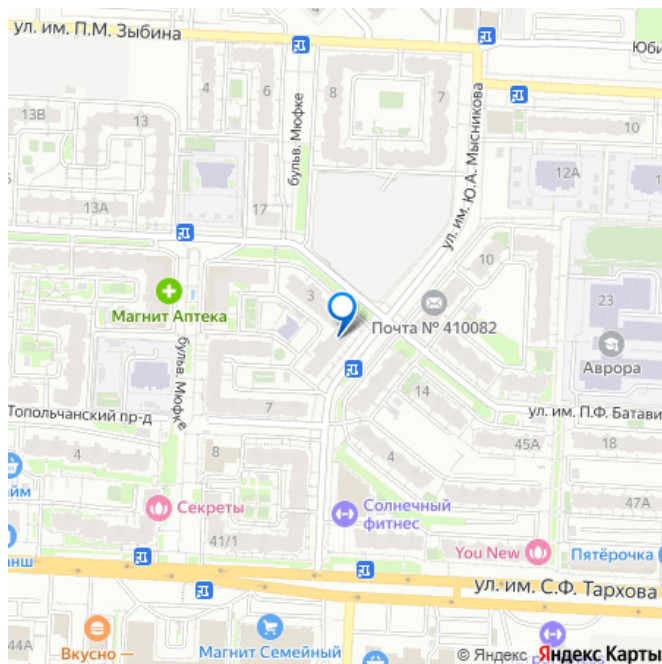 ул. им. П.М. Зыбина
Юби
4
6
8
7
бульв. Мюфке
ул. им. Ю.А. Мысникова
13В
13
10
12А
13А
17
10
3
23
Магнит Аптека
Почта № 410082
Аврора
бульв. Мюфке
14
7
Топольчанский пр-д
ул. им. П.Ф. Батави
45А
18
4
8
4
айм
Секреты
47А
Солнечный
фитнес
41/1
анш
You New
Пятёрочка
ул. им. С.Ф. Тархова
44А
Вкусно —
Магнит Семейный
© Яндекс Яндекс Карты